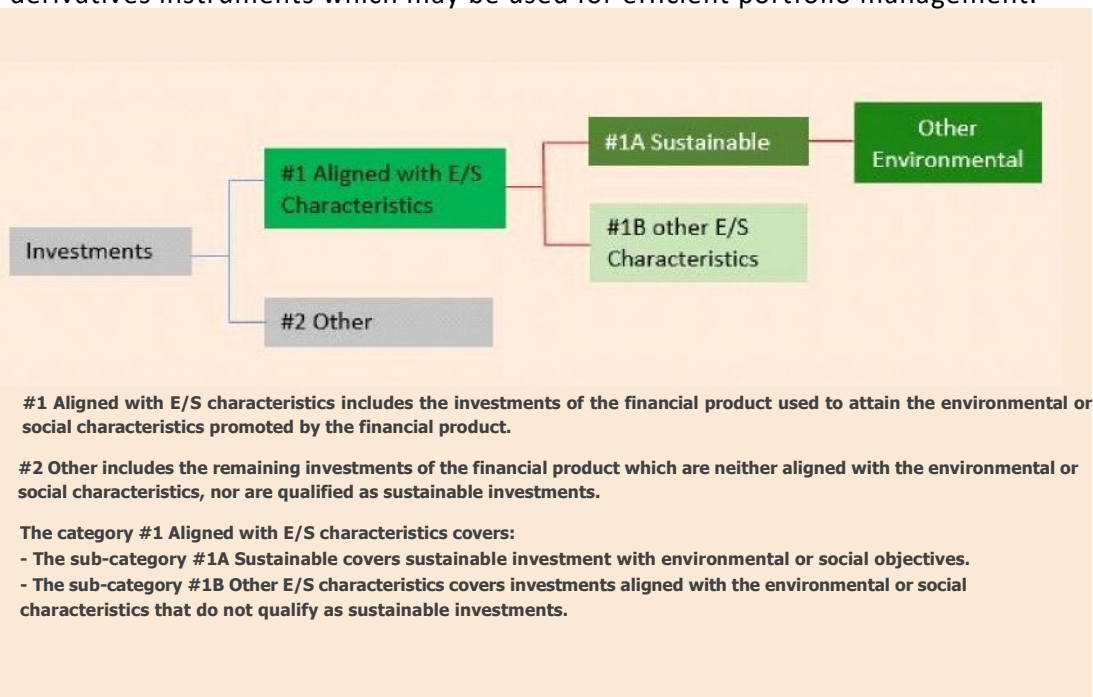 derivatives instruments which may be used for efficient portfolio management.
Investments
#1 Aligned with E/S
Characteristics
#2 Other
#1A Sustainable
#1B other E/S
Characteristics
Other
Environmental
#1 Aligned with E/S characteristics includes the investments of the financial product used to attain the environmental or
social characteristics promoted by the financial product.
#2 Other includes the remaining investments of the financial product which are neither aligned with the environmental or
social characteristics, nor are qualified as sustainable investments.
The category #1 Aligned with E/S characteristics covers:
- The sub-category #1A Sustainable covers sustainable investment with environmental or social objectives.
- The sub-category #1B Other E/S characteristics covers investments aligned with the environmental or social
characteristics that do not qualify as sustainable investments.